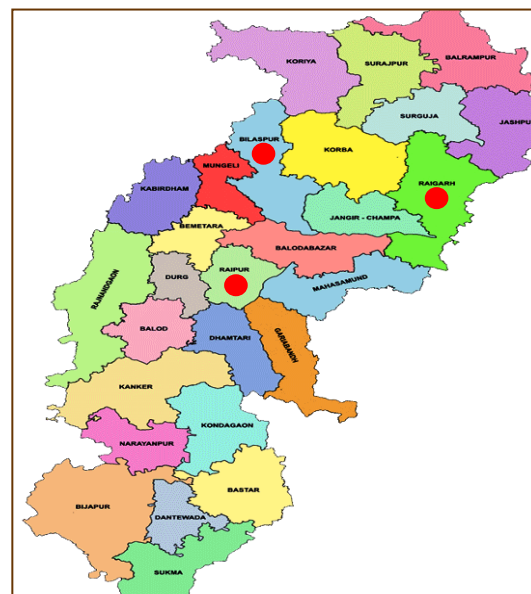 KORIYA
SURAJPUR
BALRAMPUR
SURGUJA
JASHPUR
BILASPUR
KORBA
MUNGELI
RAIGARH
KABIRDHAM
JANGIR - CHAMPA
BEMETARA
BALODABAZAR
RAJNANDGAON
DURG
RAIPUR
MAHASAMUND
BALOD
DHAMTARI
GARIABANDH
KANKER
KONDAGAON
NARAYANPUR
BASTAR
BIJAPUR
DANTEWADA
SUKMA